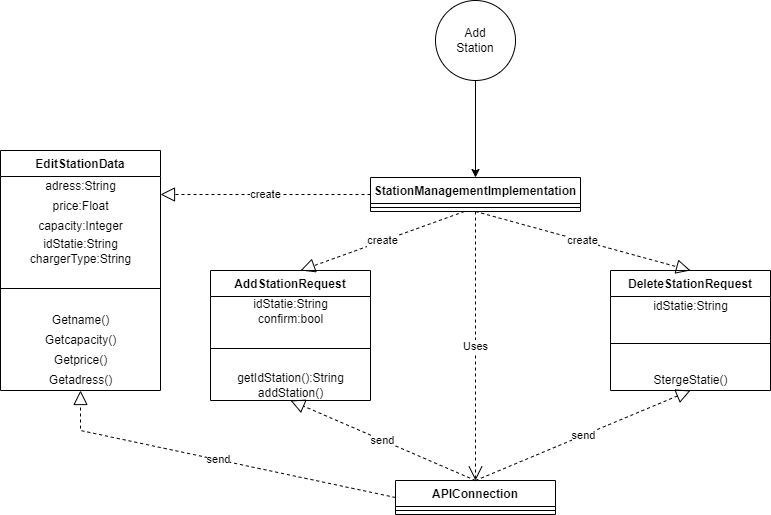 Add
Station
EditStationData
adress:String
price:Float
capacity:Integer
idStatie:String
chargerType:String
Getname()
Getcapacity()
Getprice()
Getadress()
create
StationManagementImplementation
create
create
AddStationRequest
idStatie:String
confirm:bool
getIdStation():String
addStation()
Uses
DeleteStationRequest
idStatie:String
StergeStatie()
send
send
send
APIConnection